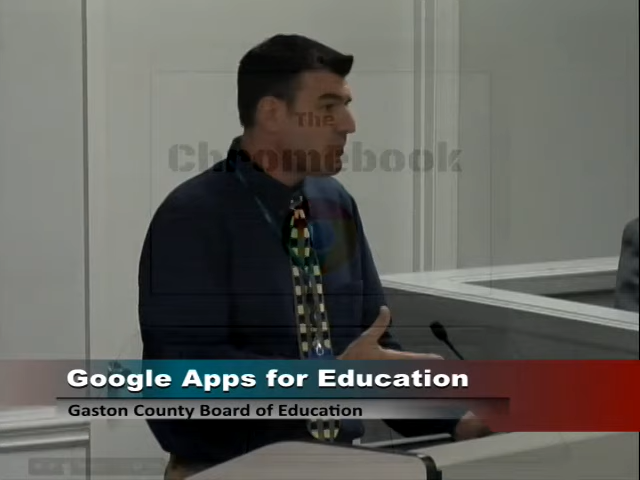 The
Chromebook
Google Apps for Education
Gaston County Board of Education